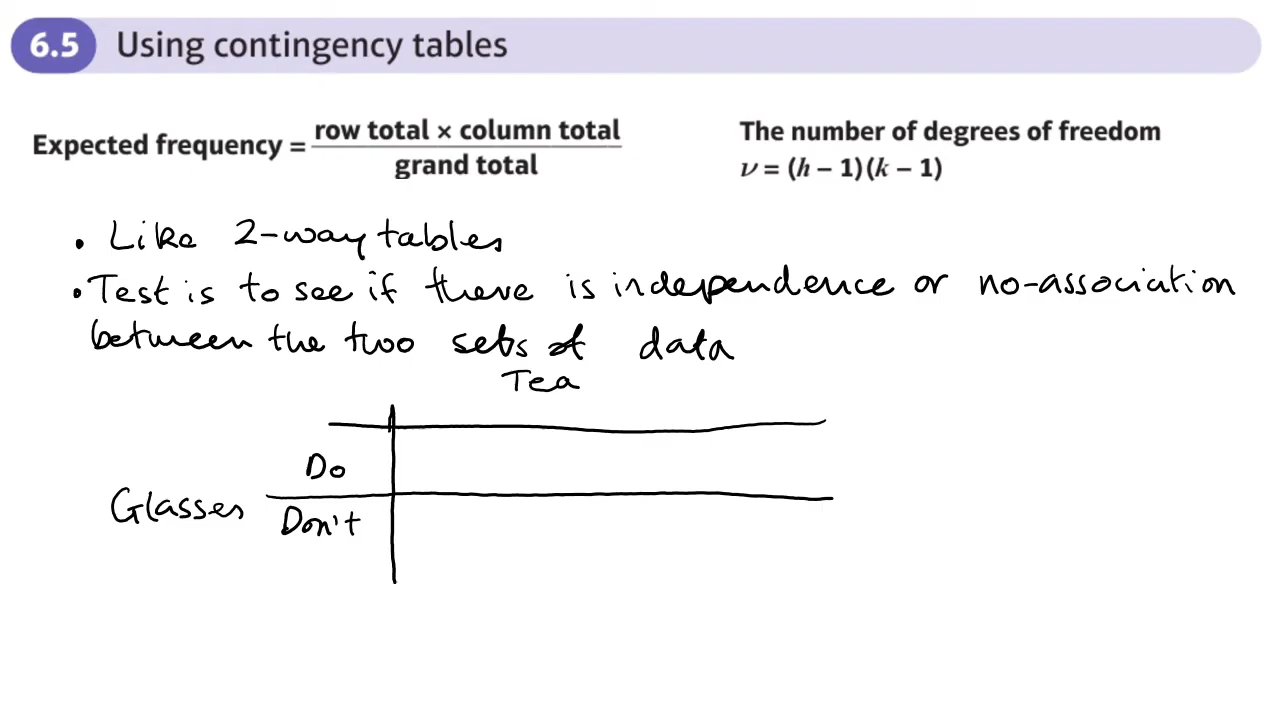 6.5 Using contingency tables
Expected frequency = row total × column total / grand total
The number of degrees of freedom
ν = (h − 1)(k − 1)
• Like 2-way tables
• Test is to see if there is independence or no-association
between the two sets of data
Tea
Do
Glasses
Don't